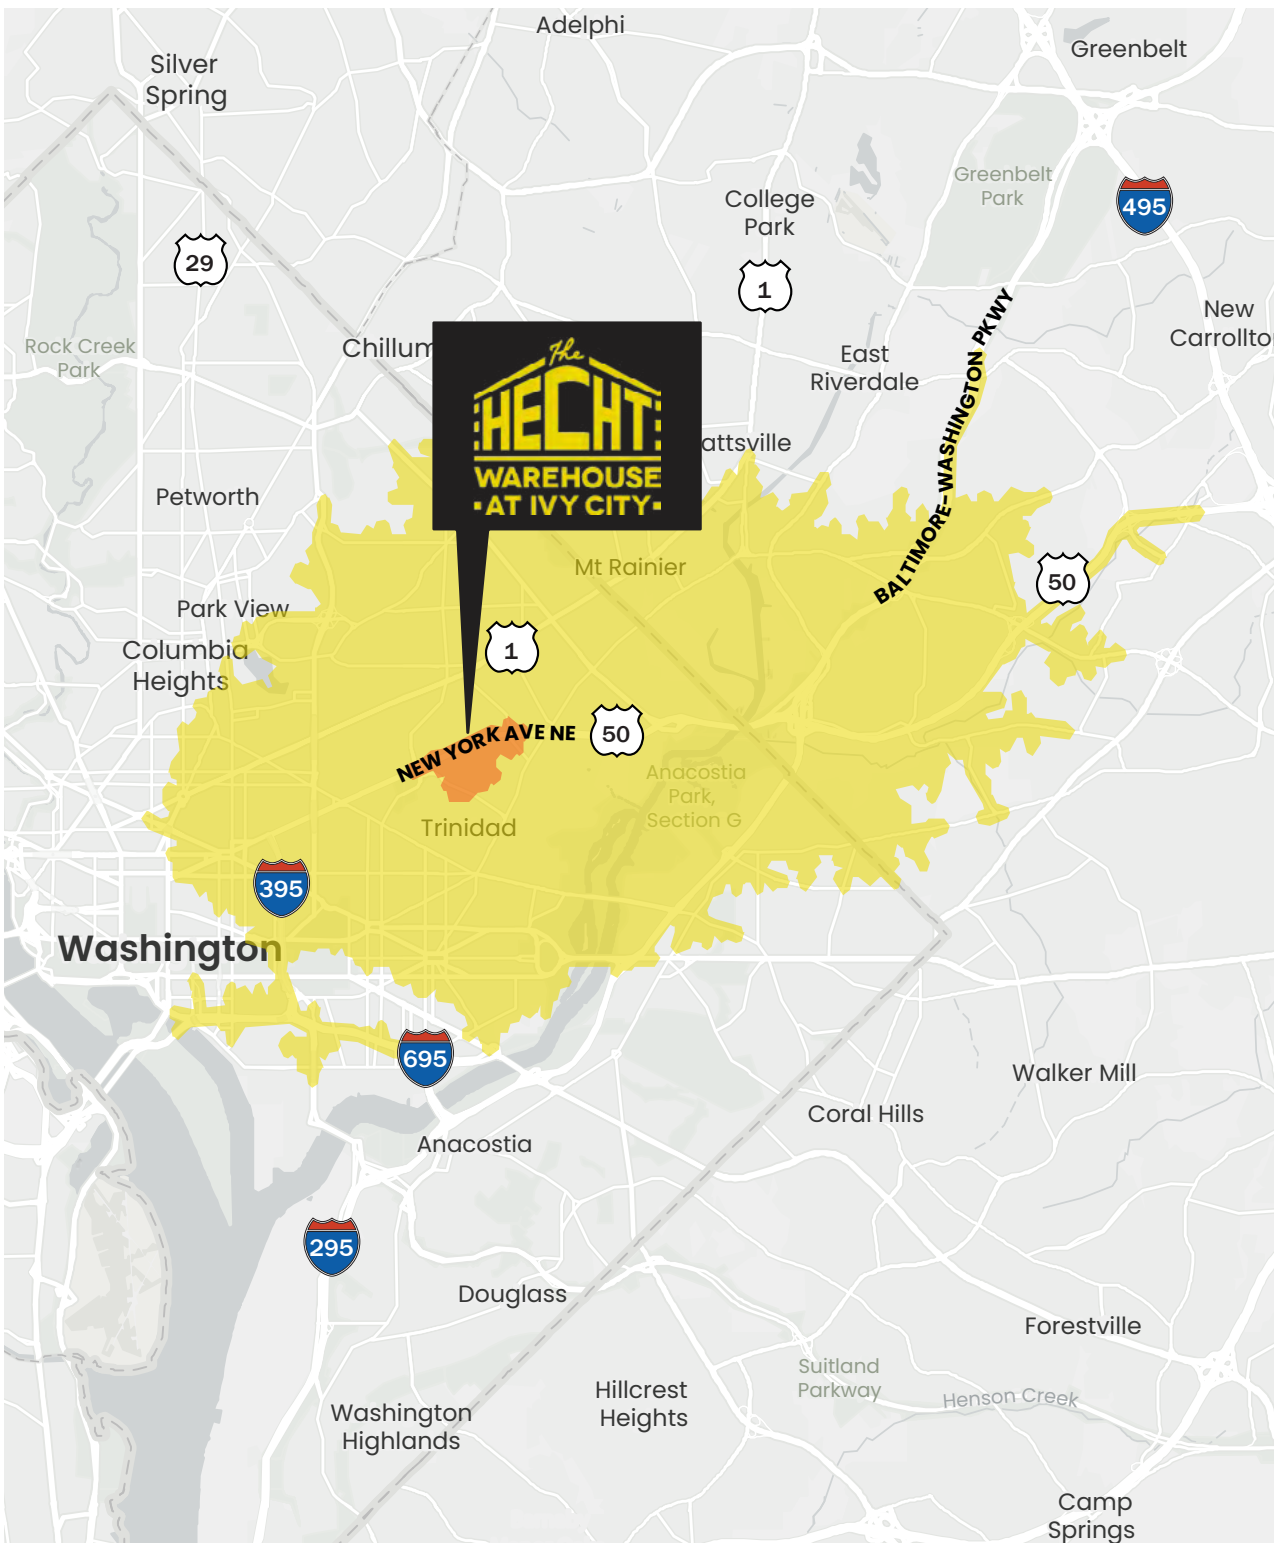 Adelphi
Greenbelt
Silver
Spring
Greenbelt
Park
495
College
Park
29
1
New
Carrollto
BALTIMORE-WASHINGTON PKWY
Rock Creek
Park
Chillum
East
Riverdale
The
HECHT
WAREHOUSE
AT IVY CITY
attsville
Petworth
Mt Rainier
50
Park View
Columbia
Heights
1
NEW YORK AVE NE
50
Anacostia
Park,
Section G
Trinidad
395
Washington
695
Walker Mill
Coral Hills
Anacostia
295
Douglass
Forestville
Suitland
Parkway
Hillcrest
Heights
Henson Creek
Washington
Highlands
Camp
Springs